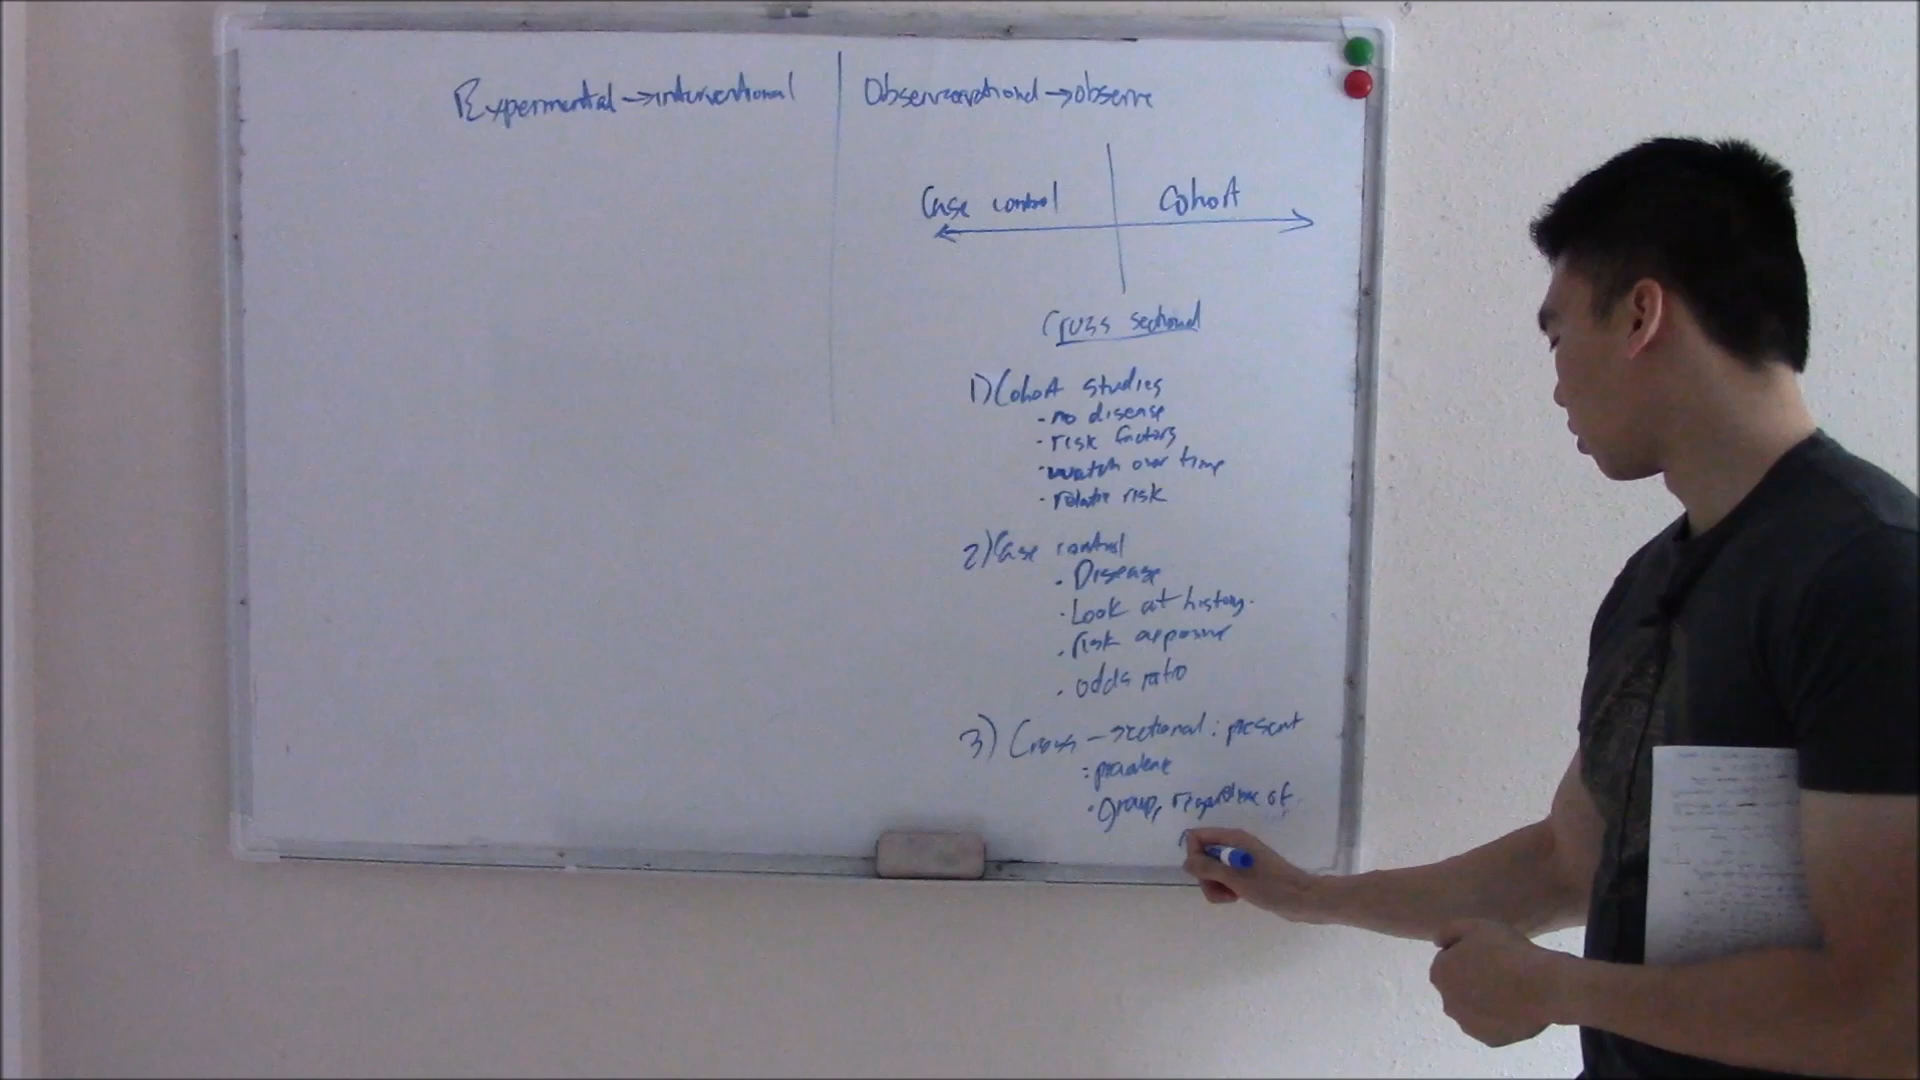 Experimental → interventional
Observational → observe
Case control
Cohort
Cross sectional
1) Cohort studies
- no disease
- risk factors
- watch over time
- relative risk
2) Case control
. Disease
. Look at history.
. risk exposure
. odds ratio
3) Cross-sectional : present
: prevalence
. group, regardless of